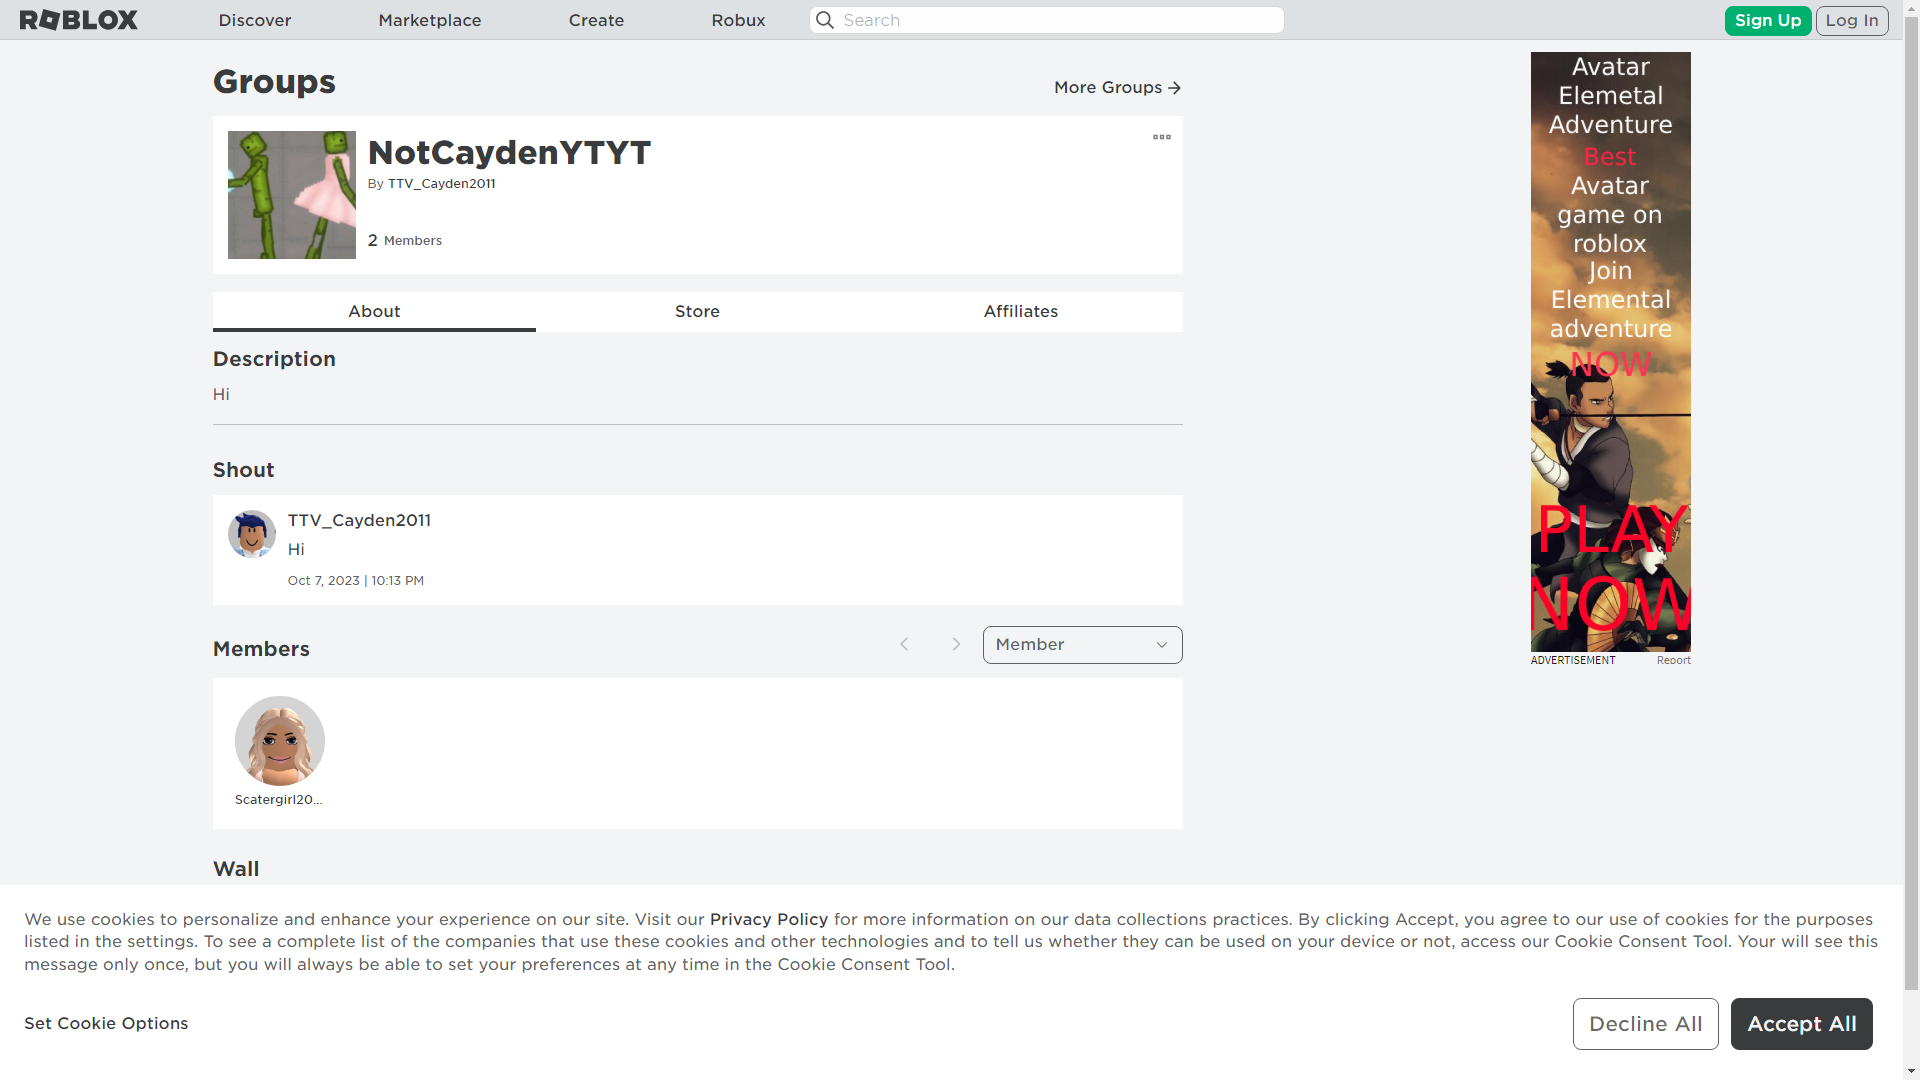 ROBLOX
Discover
Marketplace
Create
Robux
Search
Sign Up
Log In
Groups
More Groups
NotCaydenYTYT
By TTV_Cayden2011
2 Members
About
Store
Affiliates
Description
Hi
Shout
TTV_Cayden2011
Hi
Oct 7, 2023 | 10:13 PM
Members
Member
Scatergirl20...
Wall
Avatar
Elemetal
Adventure
Best
Avatar
game on
roblox
Join
Elemental
adventure
NOW
PLAY
NOW
ADVERTISEMENT
Report
We use cookies to personalize and enhance your experience on our site. Visit our Privacy Policy for more information on our data collections practices. By clicking Accept, you agree to our use of cookies for the purposes
listed in the settings. To see a complete list of the companies that use these cookies and other technologies and to tell us whether they can be used on your device or not, access our Cookie Consent Tool. Your will see this
message only once, but you will always be able to set your preferences at any time in the Cookie Consent Tool.
Set Cookie Options
Decline All
Accept All